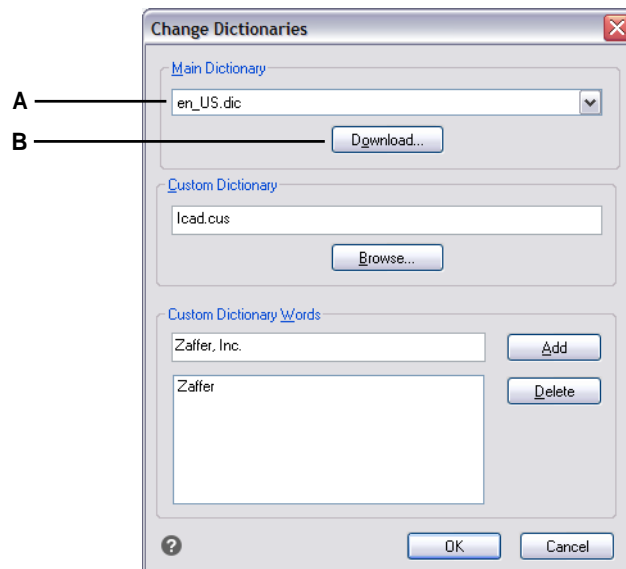 Change Dictionaries
Main Dictionary
A
en_US.dic
B
Download...
Custom Dictionary
Icad.cus
Browse...
Custom Dictionary Words
Zaffer, Inc.
Add
Zaffer
Delete
?
OK
Cancel